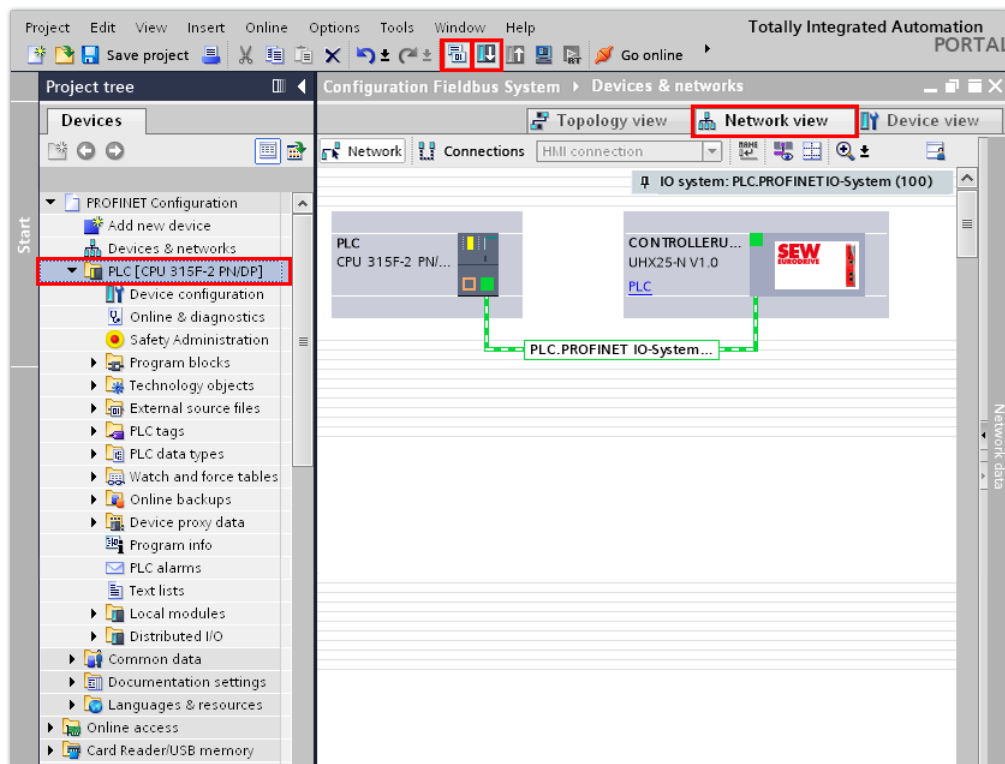 Project Edit View Insert Online Options Tools Window Help
Totally Integrated Automation
PORTAL
Save project
Go online
Project tree
Configuration Fieldbus System Devices & networks
Devices
Topology view Network view Device view
Network Connections HMI connection
IO system: PLC.PROFINET IO-System (100)
Start
PROFINET Configuration
Add new device
Devices & networks
PLC [CPU 315F-2 PN/DP]
Device configuration
Online & diagnostics
Safety Administration
Program blocks
Technology objects
External source files
PLC tags
PLC data types
Watch and force tables
Online backups
Device proxy data
Program info
PLC alarms
Text lists
Local modules
Distributed I/O
Common data
Documentation settings
Languages & resources
Online access
Card Reader/USB memory
PLC
CPU 315F-2 PN/...
CONTROLLERU...
UHX25-N V1.0
PLC
SEW
EURODRIVE
PLC.PROFINET IO-System...
Network data